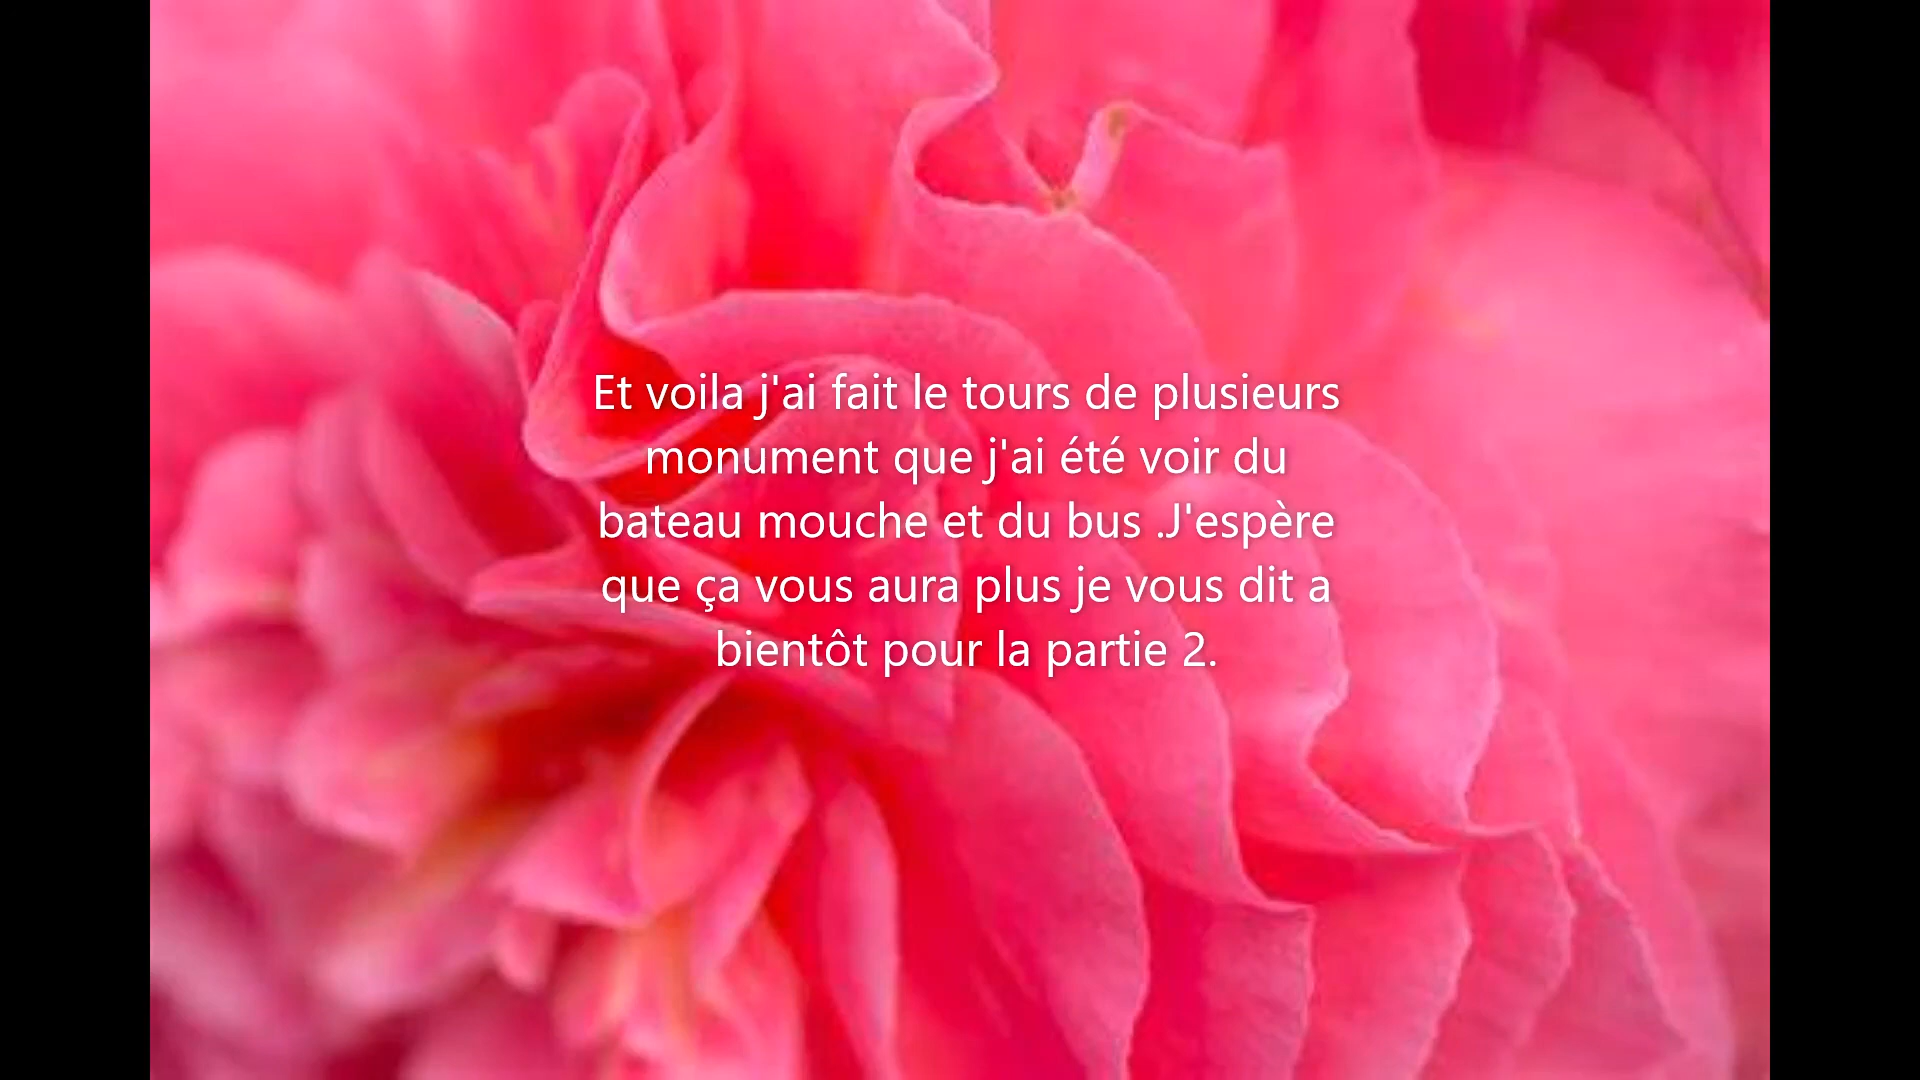 Et voila j'ai fait le tours de plusieurs
monument que j'ai été voir du
bateau mouche et du bus .J'espère
que ça vous aura plus je vous dit a
bientôt pour la partie 2.